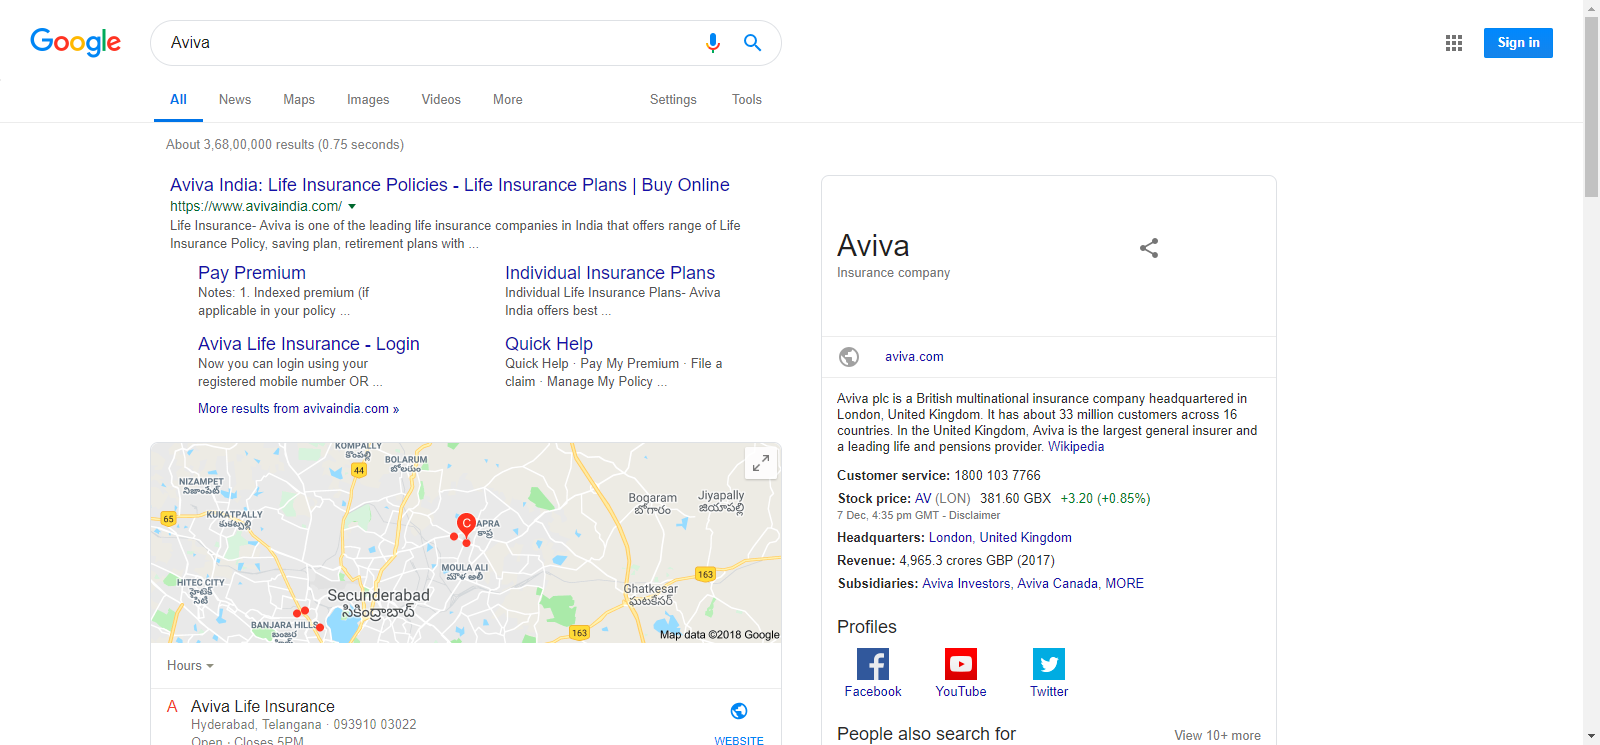 Google
Aviva
Sign in
All News Maps Images Videos More Settings Tools
About 3,68,00,000 results (0.75 seconds)
Aviva India: Life Insurance Policies - Life Insurance Plans | Buy Online
https://www.avivaindia.com/
Life Insurance- Aviva is one of the leading life insurance companies in India that offers range of Life
Insurance Policy, saving plan, retirement plans with ...
Pay Premium
Notes: 1. Indexed premium (if
applicable in your policy ...
Individual Insurance Plans
Individual Life Insurance Plans- Aviva
India offers best ...
Aviva Life Insurance - Login
Now you can login using your
registered mobile number OR ...
Quick Help
Quick Help · Pay My Premium · File a
claim · Manage My Policy ...
More results from avivaindia.com »
KOMPALLY
కొంపల్లి
44
BOLARUM
బోలారుం
NIZAMPET
నిజాంపేట్
Bogaram
బోగారం
Jiyapally
జియాపల్లి
65
KUKATPALLY
కుకట్పల్లి
C
APRA
కాప్రా
MOULA ALI
మౌళ అలీ
163
HITEC CITY
హైటెక్
సిటీ
Secunderabad
సికింద్రాబాద్
Ghatkesar
ఘటకేసర్
BANJARA HILLS
బంజారా
163
Map data ©2018 Google
Hours
A Aviva Life Insurance
Hyderabad, Telangana · 093910 03022
Open · Closes 5PM
WEBSITE
Aviva
Insurance company
aviva.com
Aviva plc is a British multinational insurance company headquartered in
London, United Kingdom. It has about 33 million customers across 16
countries. In the United Kingdom, Aviva is the largest general insurer and
a leading life and pensions provider. Wikipedia
Customer service: 1800 103 7766
Stock price: AV (LON) 381.60 GBX +3.20 (+0.85%)
7 Dec, 4:35 pm GMT - Disclaimer
Headquarters: London, United Kingdom
Revenue: 4,965.3 crores GBP (2017)
Subsidiaries: Aviva Investors, Aviva Canada, MORE
Profiles
Facebook YouTube Twitter
People also search for View 10+ more